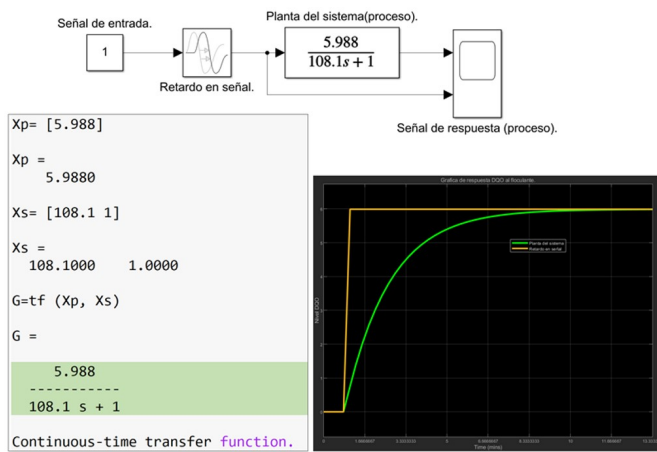 Señal de entrada.
Planta del sistema(proceso).
1
5.988
108.1s + 1
Retardo en señal.
Señal de respuesta (proceso).
Xp= [5.988]
Xp =
5.9880
Xs= [108.1 1]
Xs =
108.1000 1.0000
G=tf (Xp, Xs)
G =
5.988
-----------
108.1 s + 1
Continuous-time transfer function.
Grafica de respuesta DQO al floculante
Planta del sistema
Retardo en señal
Nivel DQO
Time (mins)